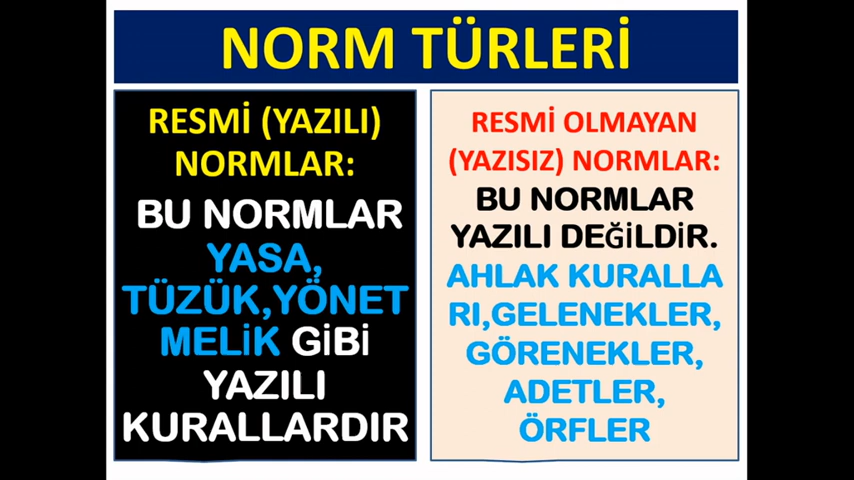 NORM TÜRLERİ
RESMİ (YAZILI)
NORMLAR:
BU NORMLAR
YASA,
TÜZÜK,YÖNET
MELİK GİBİ
YAZILI
KURALLARDIR
RESMİ OLMAYAN
(YAZISIZ) NORMLAR:
BU NORMLAR
YAZILI DEĞİLDİR.
AHLAK KURALLA
RI,GELENEKLER,
GÖRENEKLER,
ADETLER,
ÖRFLER